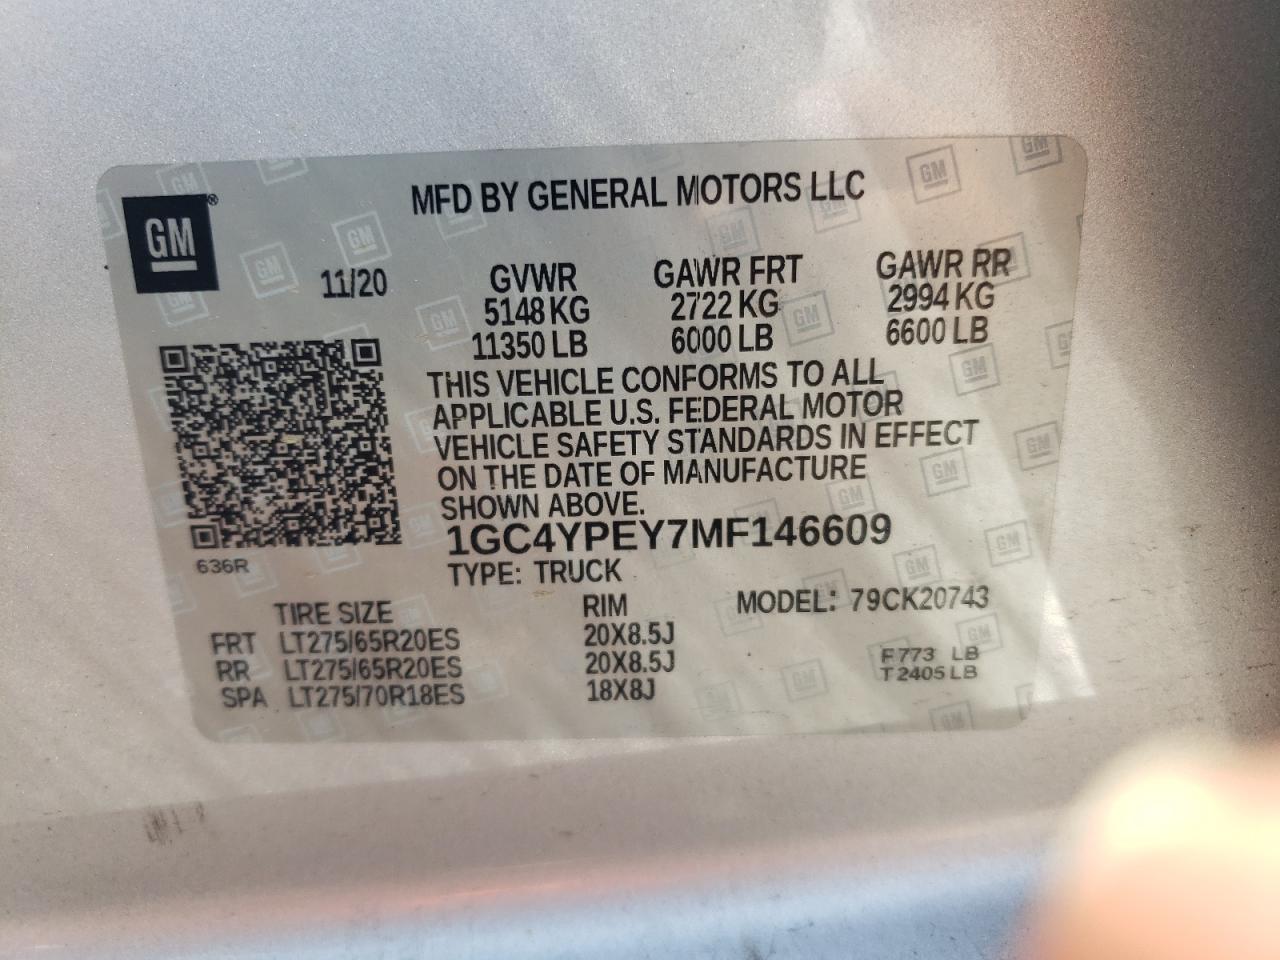 GM®
MFD BY GENERAL MOTORS LLC
11/20 GVWR GAWR FRT GAWR RR
5148 KG 2722 KG 2994 KG
11350 LB 6000 LB 6600 LB
THIS VEHICLE CONFORMS TO ALL
APPLICABLE U.S. FEDERAL MOTOR
VEHICLE SAFETY STANDARDS IN EFFECT
ON THE DATE OF MANUFACTURE
SHOWN ABOVE.
1GC4YPEY7MF146609
636R
TYPE: TRUCK
TIRE SIZE RIM MODEL: 79CK20743
FRT LT275/65R20ES 20X8.5J
RR LT275/65R20ES 20X8.5J
SPA LT275/70R18ES 18X8J
F 773 LB
T 2405 LB